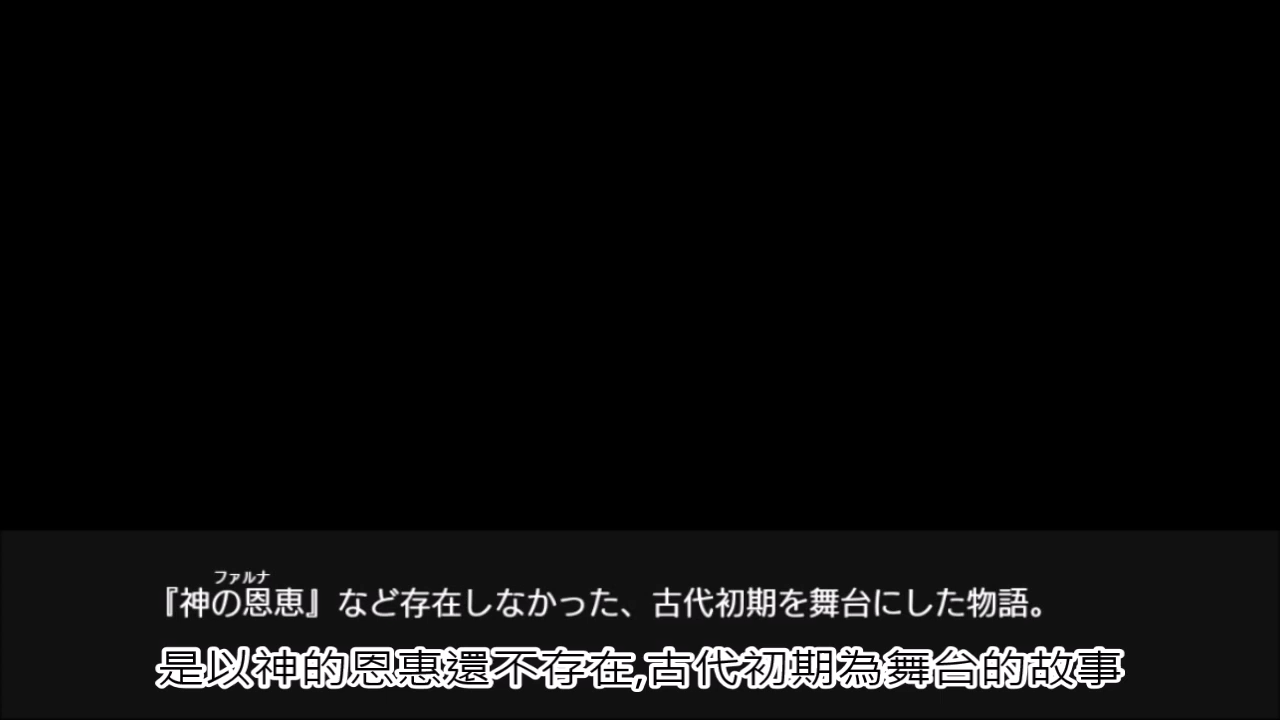 ファルナ
『神の恩恵』など存在しなかった、古代初期を舞台にした物語。
是以神的恩惠還不存在,古代初期為舞台的故事